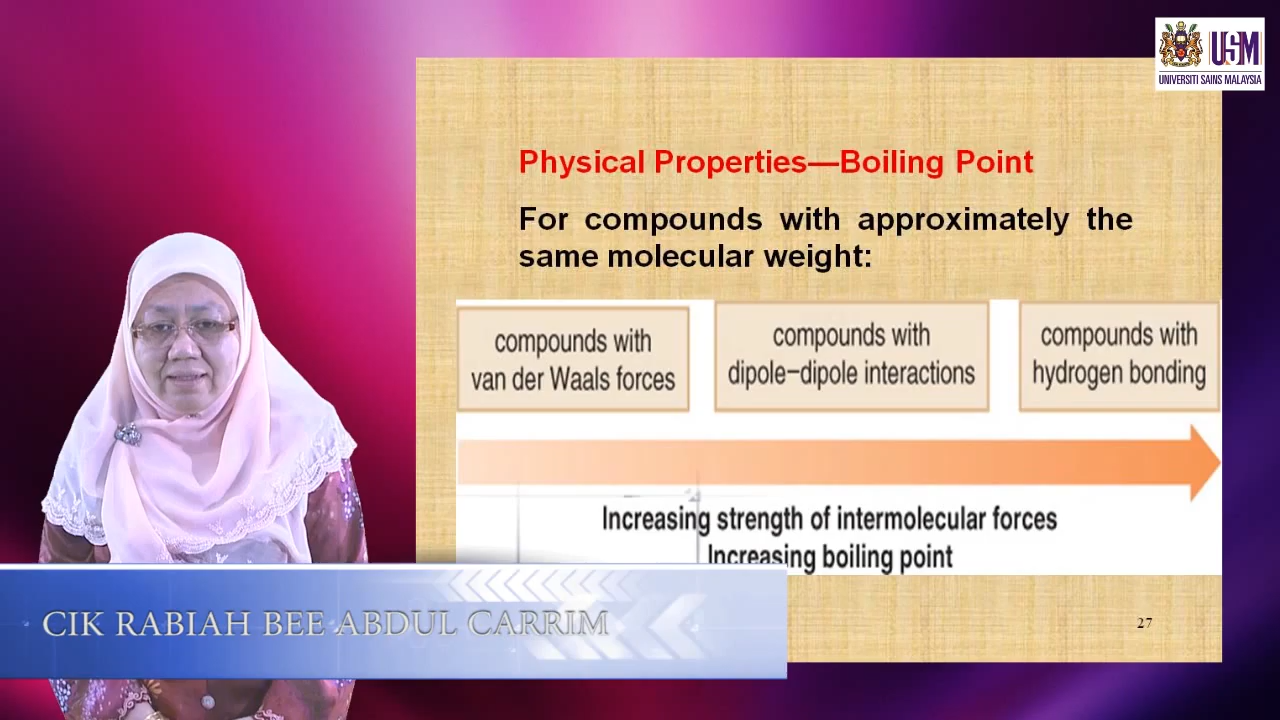 USM
UNIVERSITI SAINS MALAYSIA
Physical Properties—Boiling Point
For compounds with approximately the
same molecular weight:
compounds with
van der Waals forces
compounds with
dipole–dipole interactions
compounds with
hydrogen bonding
Increasing strength of intermolecular forces
Increasing boiling point
CIK RABIAH BEE ABDUL CARRIM
27